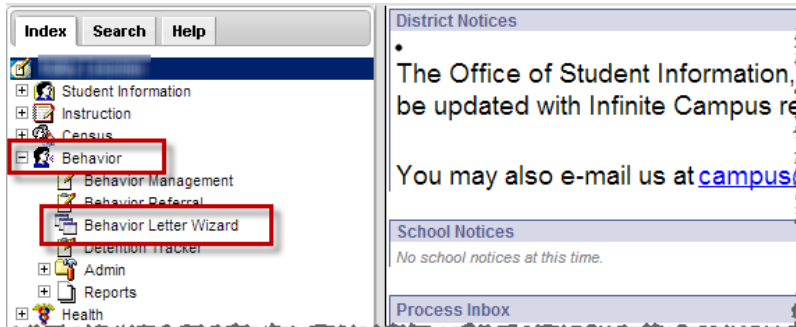 Index Search Help
Student Information
Instruction
Census
Behavior
Behavior Management
Behavior Referral
Behavior Letter Wizard
Detention Tracker
Admin
Reports
Health
District Notices
The Office of Student Information,
be updated with Infinite Campus re
You may also e-mail us at campus
School Notices
No school notices at this time.
Process Inbox